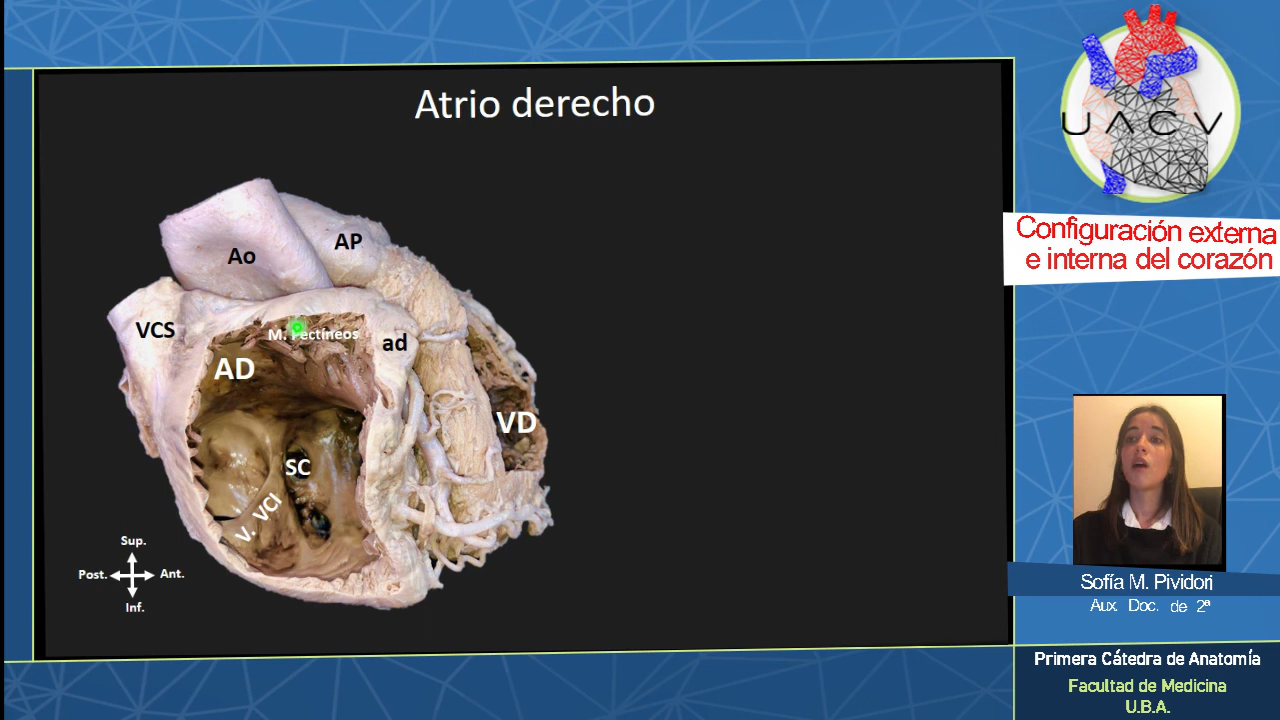 Atrio derecho
UACV
Configuración externa
e interna del corazón
AP
Ao
VCS
M. Pectíneos
ad
AD
VD
SC
V. VCI
Sup.
Post.
Ant.
Inf.
Sofía M. Pividori
Aux. Doc. de 2ª
Primera Cátedra de Anatomía
Facultad de Medicina
U.B.A.